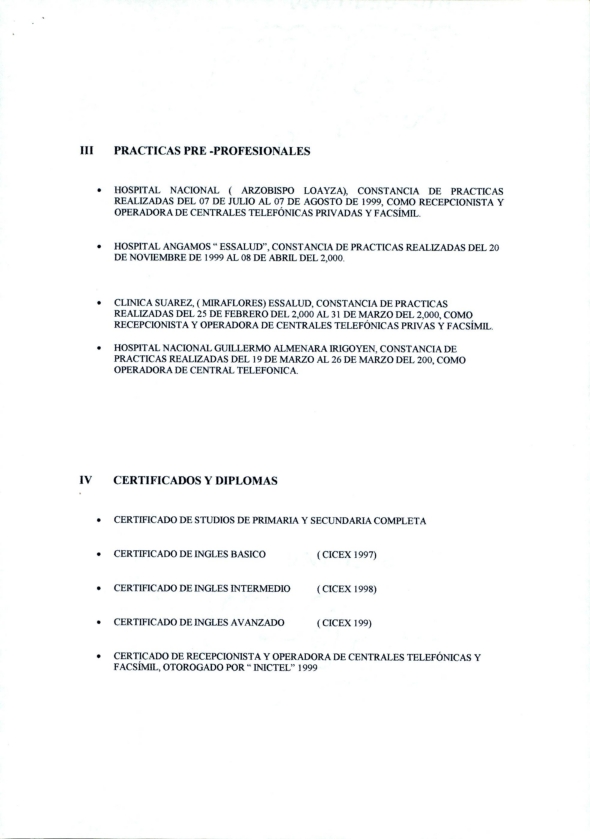 III PRACTICAS PRE -PROFESIONALES
• HOSPITAL NACIONAL ( ARZOBISPO LOAYZA), CONSTANCIA DE PRACTICAS
REALIZADAS DEL 07 DE JULIO AL 07 DE AGOSTO DE 1999, COMO RECEPCIONISTA Y
OPERADORA DE CENTRALES TELEFÓNICAS PRIVADAS Y FACSÍMIL.
• HOSPITAL ANGAMOS “ ESSALUD”, CONSTANCIA DE PRACTICAS REALIZADAS DEL 20
DE NOVIEMBRE DE 1999 AL 08 DE ABRIL DEL 2,000.
• CLINICA SUAREZ, ( MIRAFLORES) ESSALUD, CONSTANCIA DE PRACTICAS
REALIZADAS DEL 25 DE FEBRERO DEL 2,000 AL 31 DE MARZO DEL 2,000, COMO
RECEPCIONISTA Y OPERADORA DE CENTRALES TELEFÓNICAS PRIVAS Y FACSÍMIL.
• HOSPITAL NACIONAL GUILLERMO ALMENARA IRIGOYEN, CONSTANCIA DE
PRACTICAS REALIZADAS DEL 19 DE MARZO AL 26 DE MARZO DEL 200, COMO
OPERADORA DE CENTRAL TELEFONICA.
IV CERTIFICADOS Y DIPLOMAS
• CERTIFICADO DE STUDIOS DE PRIMARIA Y SECUNDARIA COMPLETA
• CERTIFICADO DE INGLES BASICO ( CICEX 1997)
• CERTIFICADO DE INGLES INTERMEDIO ( CICEX 1998)
• CERTIFICADO DE INGLES AVANZADO ( CICEX 199)
• CERTICADO DE RECEPCIONISTA Y OPERADORA DE CENTRALES TELEFÓNICAS Y
FACSÍMIL, OTOROGADO POR “ INICTEL” 1999